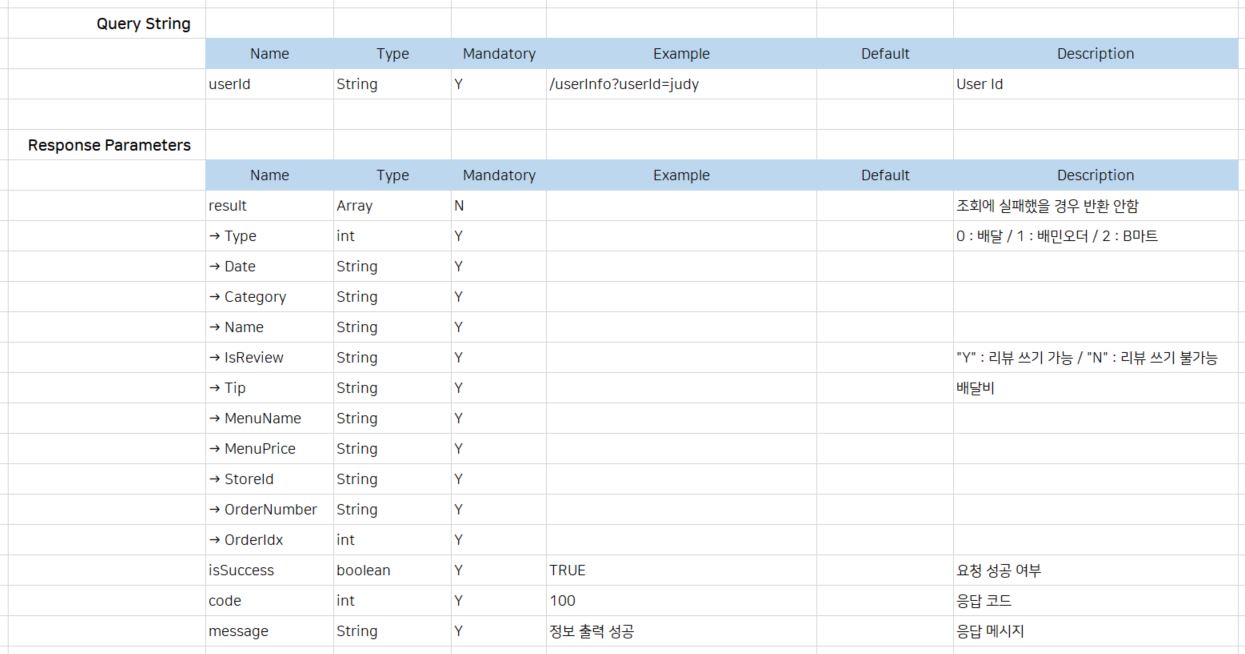 Query String
Name Type Mandatory Example Default Description
userId String Y /userInfo?userId=judy User Id
Response Parameters
Name Type Mandatory Example Default Description
result Array N 조회에 실패했을 경우 반환 안함
→ Type int Y 0 : 배달 / 1 : 배민오더 / 2 : B마트
→ Date String Y
→ Category String Y
→ Name String Y
→ IsReview String Y "Y" : 리뷰 쓰기 가능 / "N" : 리뷰 쓰기 불가능
→ Tip String Y 배달비
→ MenuName String Y
→ MenuPrice String Y
→ StoreId String Y
→ OrderNumber String Y
→ OrderIdx int Y
isSuccess boolean Y TRUE 요청 성공 여부
code int Y 100 응답 코드
message String Y 정보 출력 성공 응답 메시지